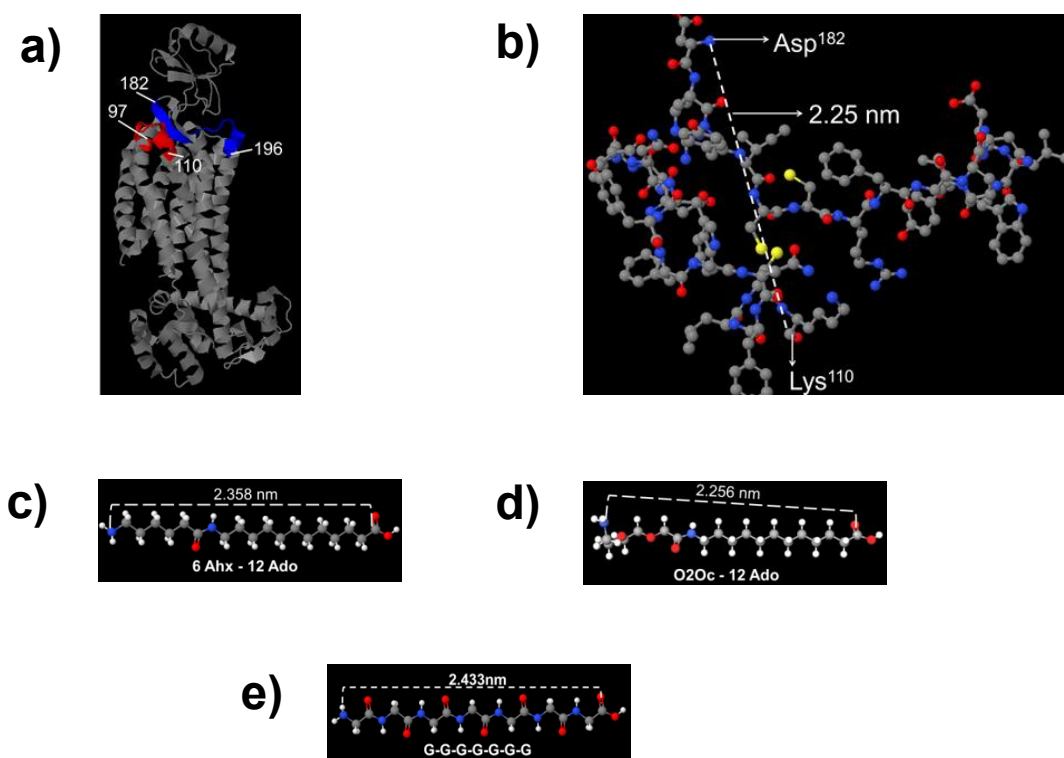 a)
182
97
110
196
b)
Asp¹⁸²
2.25 nm
Lys¹¹⁰
c)
2.358 nm
6 Ahx - 12 Ado
d)
2.256 nm
O2Oc - 12 Ado
e)
2.433nm
G-G-G-G-G-G-G